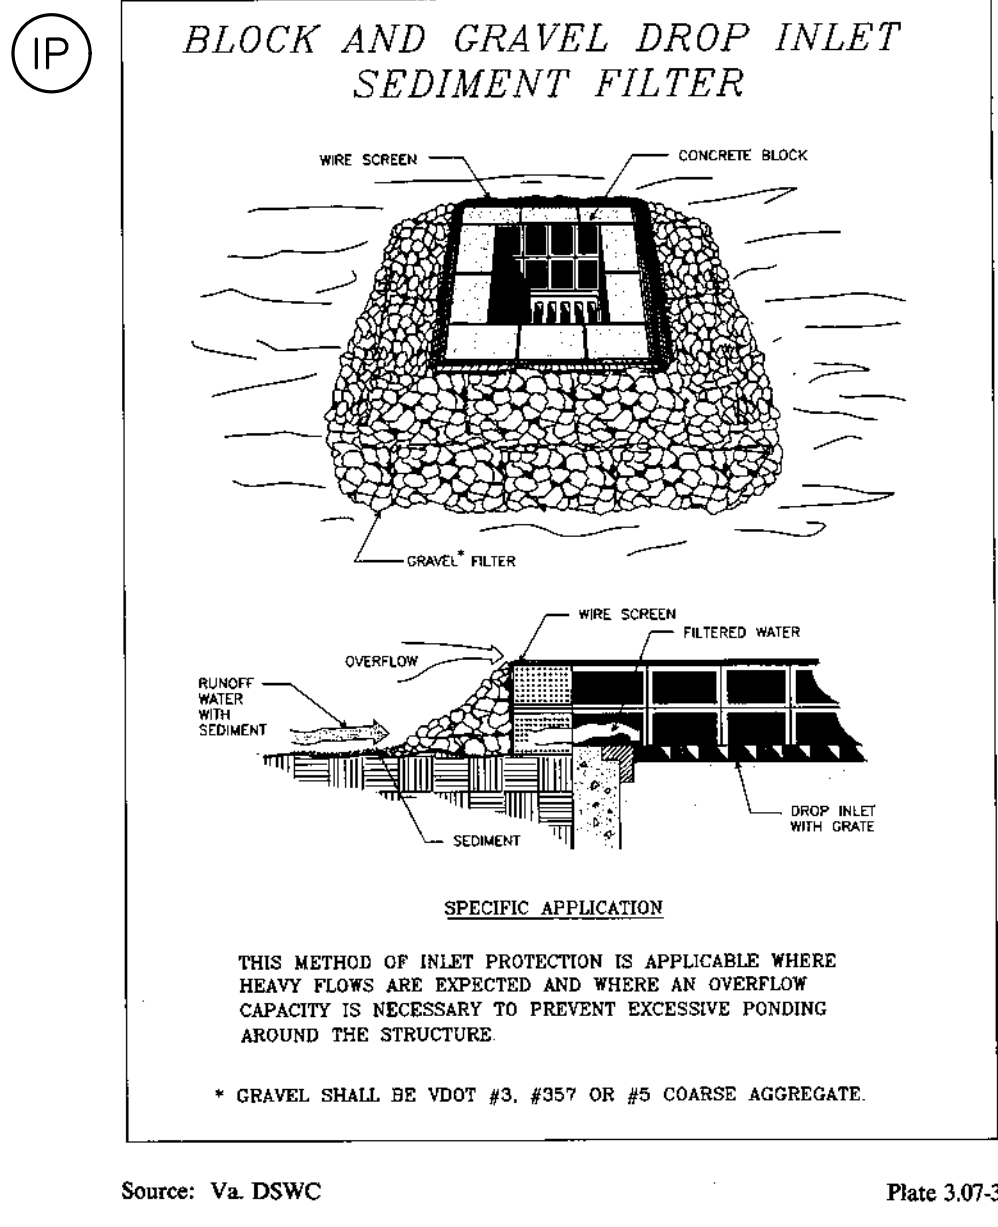 IP
BLOCK AND GRAVEL DROP INLET
SEDIMENT FILTER
WIRE SCREEN
CONCRETE BLOCK
GRAVEL* FILTER
WIRE SCREEN
FILTERED WATER
OVERFLOW
RUNOFF
WATER
WITH
SEDIMENT
DROP INLET
WITH GRATE
SEDIMENT
SPECIFIC APPLICATION
THIS METHOD OF INLET PROTECTION IS APPLICABLE WHERE
HEAVY FLOWS ARE EXPECTED AND WHERE AN OVERFLOW
CAPACITY IS NECESSARY TO PREVENT EXCESSIVE PONDING
AROUND THE STRUCTURE.
* GRAVEL SHALL BE VDOT #3, #357 OR #5 COARSE AGGREGATE.
Source: Va. DSWC
Plate 3.07-3